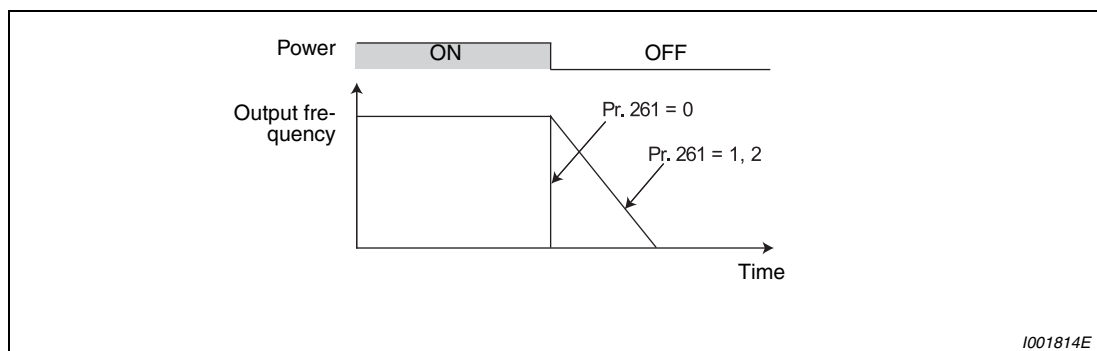 Power
ON
OFF
Output fre-
quency
Pr. 261 = 0
Pr. 261 = 1, 2
Time
I001814E